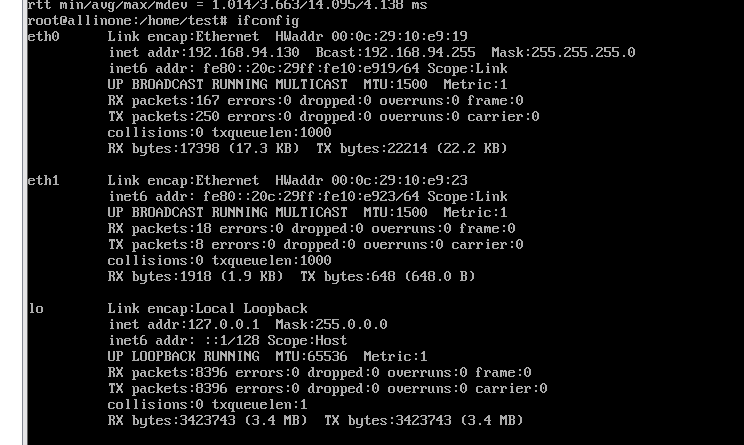 rtt min/avg/max/mdev = 1.014/3.663/14.095/4.138 ms
root@allinone:/home/test# ifconfig
eth0      Link encap:Ethernet  HWaddr 00:0c:29:10:e9:19
          inet addr:192.168.94.130  Bcast:192.168.94.255  Mask:255.255.255.0
          inet6 addr: fe80::20c:29ff:fe10:e919/64 Scope:Link
          UP BROADCAST RUNNING MULTICAST  MTU:1500  Metric:1
          RX packets:167 errors:0 dropped:0 overruns:0 frame:0
          TX packets:250 errors:0 dropped:0 overruns:0 carrier:0
          collisions:0 txqueuelen:1000
          RX bytes:17398 (17.3 KB)  TX bytes:22214 (22.2 KB)

eth1      Link encap:Ethernet  HWaddr 00:0c:29:10:e9:23
          inet6 addr: fe80::20c:29ff:fe10:e923/64 Scope:Link
          UP BROADCAST RUNNING MULTICAST  MTU:1500  Metric:1
          RX packets:18 errors:0 dropped:0 overruns:0 frame:0
          TX packets:8 errors:0 dropped:0 overruns:0 carrier:0
          collisions:0 txqueuelen:1000
          RX bytes:1918 (1.9 KB)  TX bytes:648 (648.0 B)

lo        Link encap:Local Loopback
          inet addr:127.0.0.1  Mask:255.0.0.0
          inet6 addr: ::1/128 Scope:Host
          UP LOOPBACK RUNNING  MTU:65536  Metric:1
          RX packets:8396 errors:0 dropped:0 overruns:0 frame:0
          TX packets:8396 errors:0 dropped:0 overruns:0 carrier:0
          collisions:0 txqueuelen:1
          RX bytes:3423743 (3.4 MB)  TX bytes:3423743 (3.4 MB)